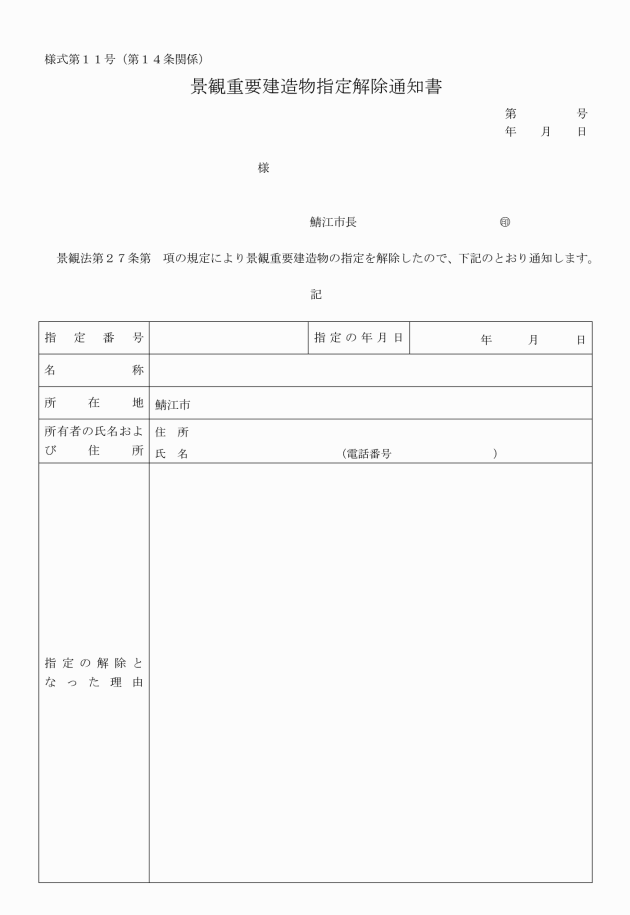 様式第１１号（第１４条関係）
景観重要建造物指定解除通知書
第　　　　　号
年　　月　　日
様
鯖江市長　　　　　　　　　　　　㊞
景観法第２７条第　項の規定により景観重要建造物の指定を解除したので、下記のとおり通知します。
記
指定番号　　　　　　　　　指定の年月日　　　　　　年　　　月　　　日
名称
所在地　鯖江市
所有者の氏名およ　住　所
び住所　氏　名　　　　　　　　　　　　　（電話番号　　　　　　　　　）
指定の解除と
なった理由